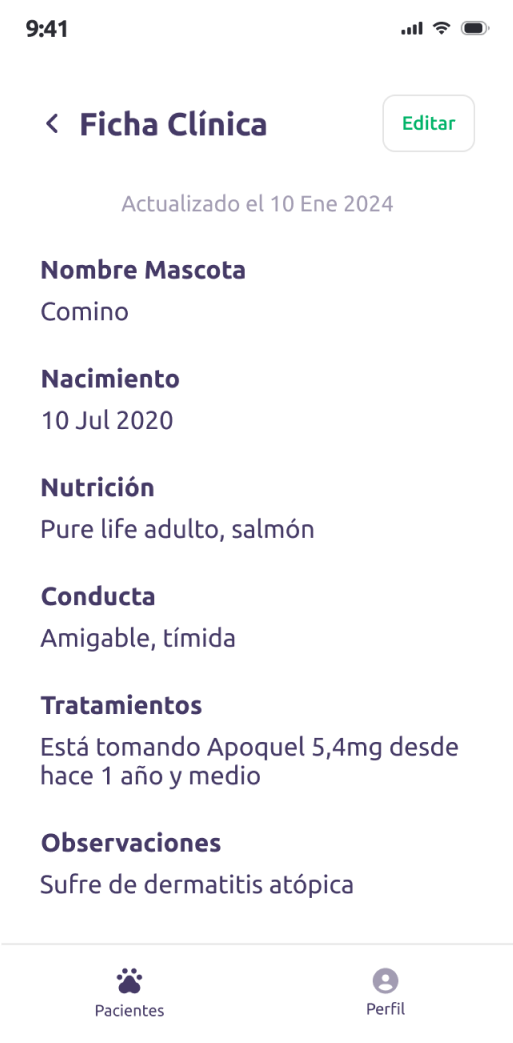 9:41
Ficha Clínica
Editar
Actualizado el 10 Ene 2024
Nombre Mascota
Comino
Nacimiento
10 Jul 2020
Nutrición
Pure life adulto, salmón
Conducta
Amigable, tímida
Tratamientos
Está tomando Apoquel 5,4mg desde
hace 1 año y medio
Observaciones
Sufre de dermatitis atópica
Pacientes
Perfil